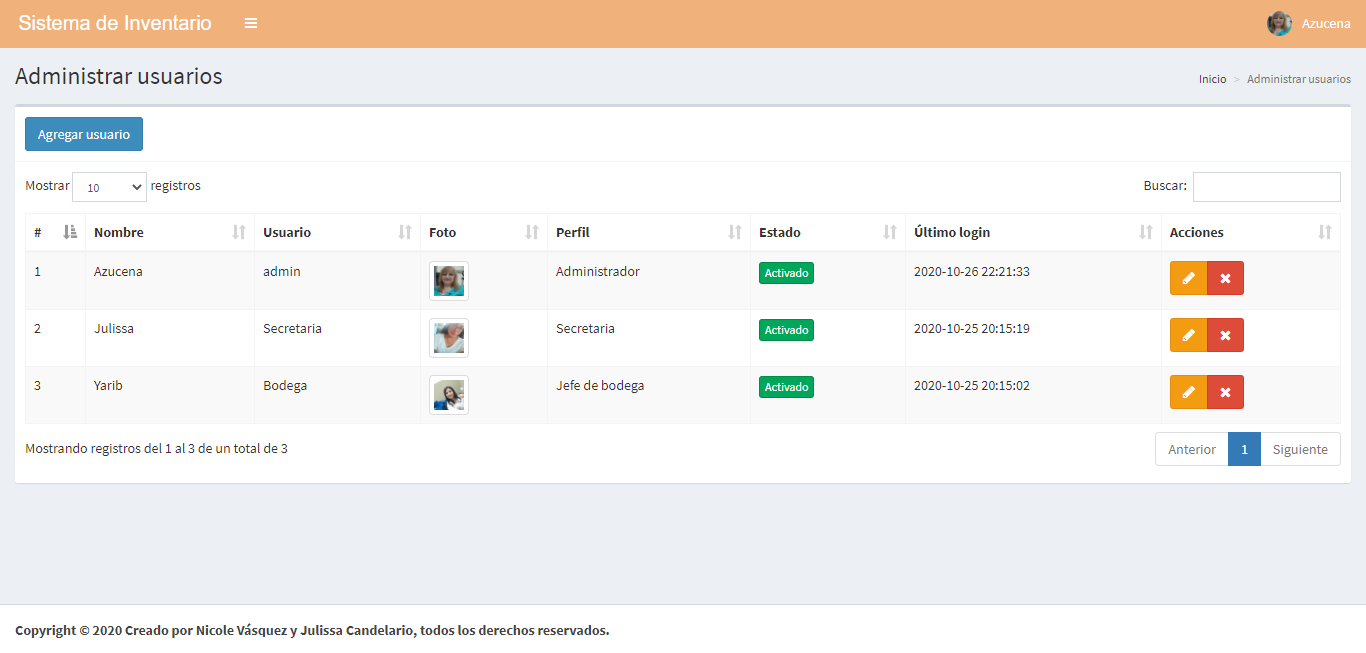 Sistema de Inventario Azucena
Administrar usuarios Inicio > Administrar usuarios
Agregar usuario
Mostrar 10 registros Buscar:
# Nombre Usuario Foto Perfil Estado Último login Acciones
1 Azucena admin Administrador Activado 2020-10-26 22:21:33
2 Julissa Secretaria Secretaria Activado 2020-10-25 20:15:19
3 Yarib Bodega Jefe de bodega Activado 2020-10-25 20:15:02
Mostrando registros del 1 al 3 de un total de 3 Anterior 1 Siguiente
Copyright © 2020 Creado por Nicole Vásquez y Julissa Candelario, todos los derechos reservados.